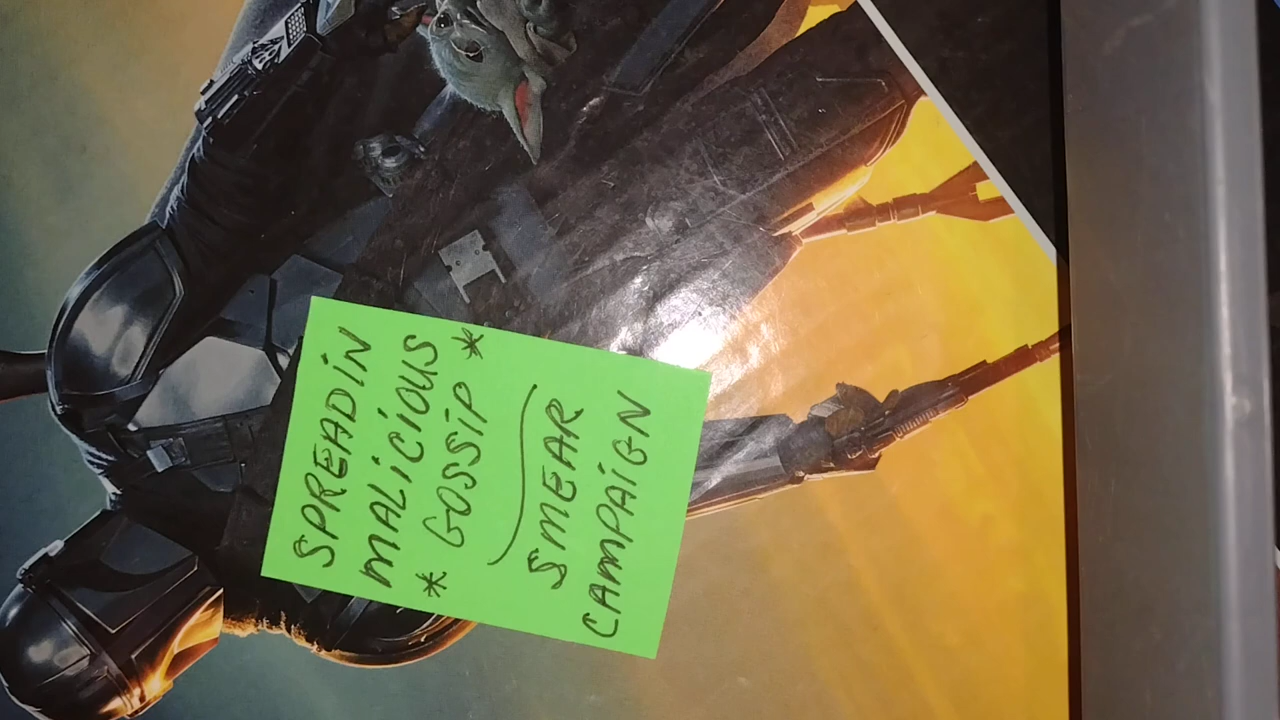 SPREADIN
MALICIOUS
* GOSSIP *
SMEAR
CAMPAIGN